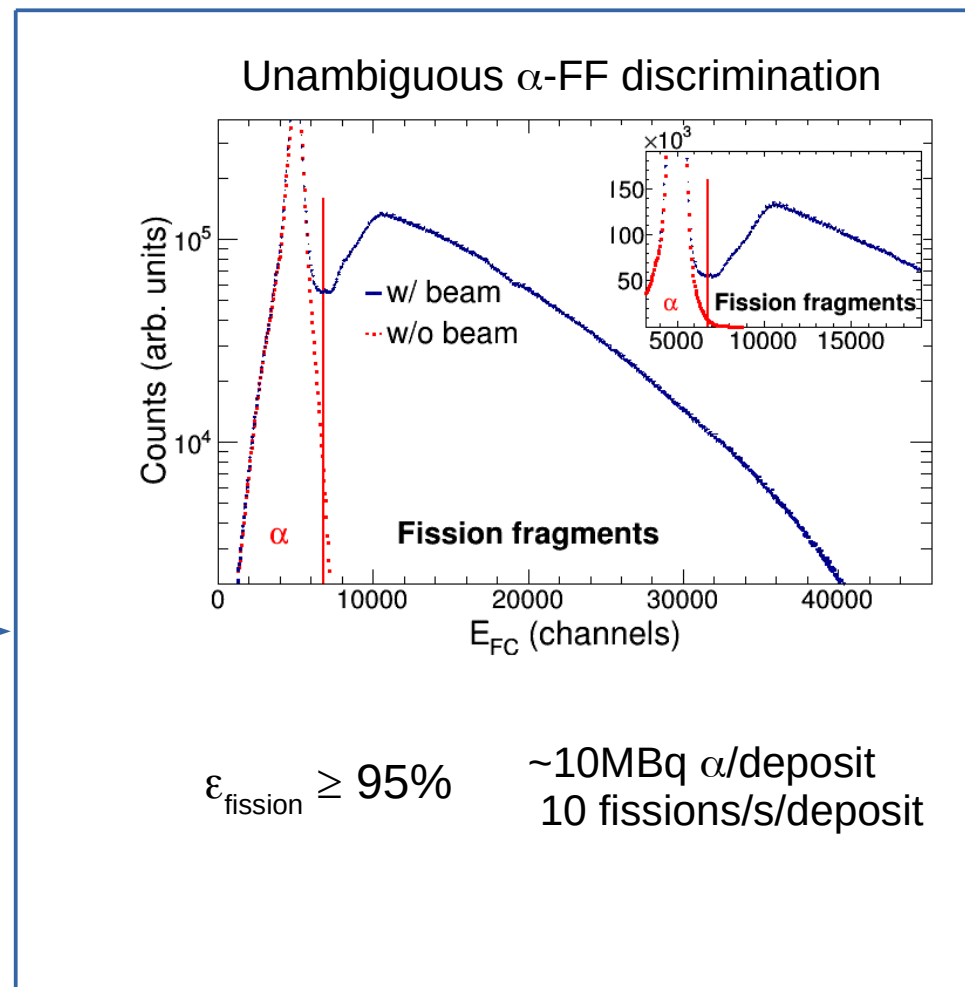 Unambiguous α-FF discrimination
Counts (arb. units)
10⁵
10⁴
w/ beam
w/o beam
α
Fission fragments
0 10000 20000 30000 40000
E_FC (channels)
×10³
150
100
50
α Fission fragments
5000 10000 15000
ε_fission ≥ 95%
~10MBq α/deposit
10 fissions/s/deposit